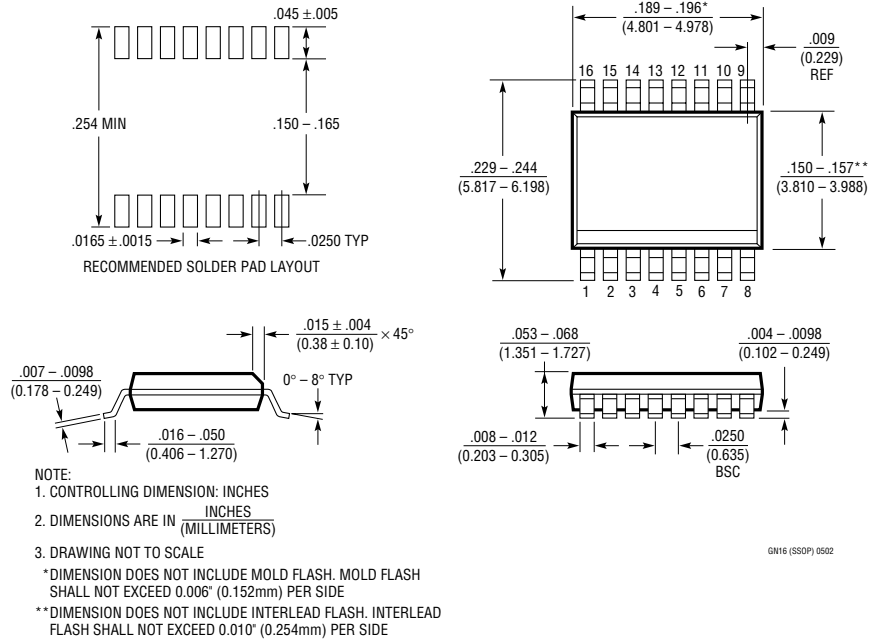 .045 ±.005
.254 MIN
.150 – .165
.0165 ±.0015
.0250 TYP
RECOMMENDED SOLDER PAD LAYOUT
.189 – .196*
(4.801 – 4.978)
.009
(0.229)
REF
16 15 14 13 12 11 10 9
.229 – .244
(5.817 – 6.198)
.150 – .157**
(3.810 – 3.988)
1 2 3 4 5 6 7 8
.015 ± .004
(0.38 ± 0.10)
× 45°
.007 – .0098
(0.178 – 0.249)
0° – 8° TYP
.016 – .050
(0.406 – 1.270)
.053 – .068
(1.351 – 1.727)
.004 – .0098
(0.102 – 0.249)
.008 – .012
(0.203 – 0.305)
.0250
(0.635)
BSC
NOTE:
1. CONTROLLING DIMENSION: INCHES
2. DIMENSIONS ARE IN INCHES
(MILLIMETERS)
3. DRAWING NOT TO SCALE
*DIMENSION DOES NOT INCLUDE MOLD FLASH. MOLD FLASH
SHALL NOT EXCEED 0.006" (0.152mm) PER SIDE
**DIMENSION DOES NOT INCLUDE INTERLEAD FLASH. INTERLEAD
FLASH SHALL NOT EXCEED 0.010" (0.254mm) PER SIDE
GN16 (SSOP) 0502